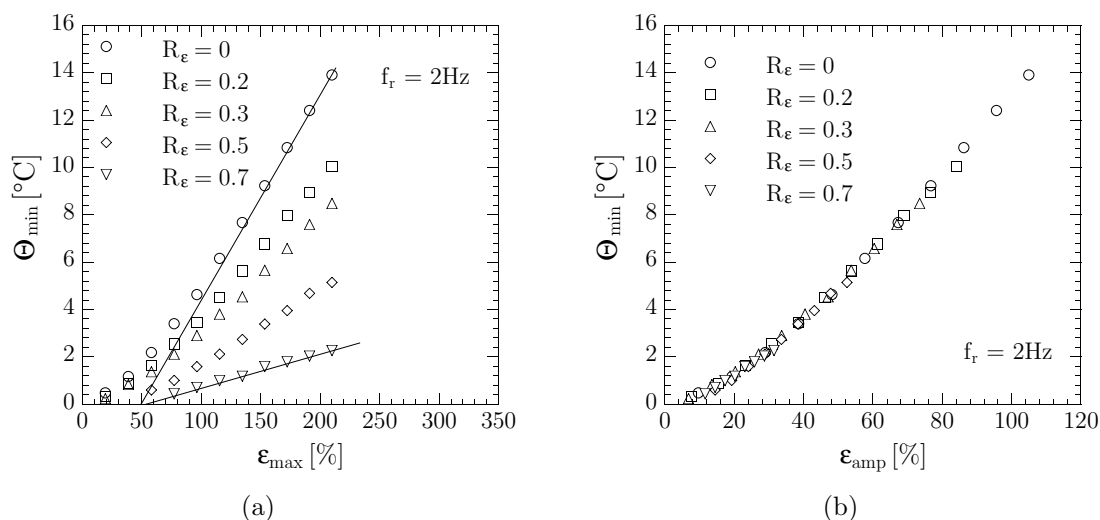 16
14
12
10
8
6
4
2
0
Θmin [°C]
Rε = 0
Rε = 0.2
Rε = 0.3
Rε = 0.5
Rε = 0.7
fr = 2Hz
0 50 100 150 200 250 300 350
εmax [%]
(a)
16
14
12
10
8
6
4
2
0
Θmin [°C]
Rε = 0
Rε = 0.2
Rε = 0.3
Rε = 0.5
Rε = 0.7
fr = 2Hz
0 20 40 60 80 100 120
εamp [%]
(b)